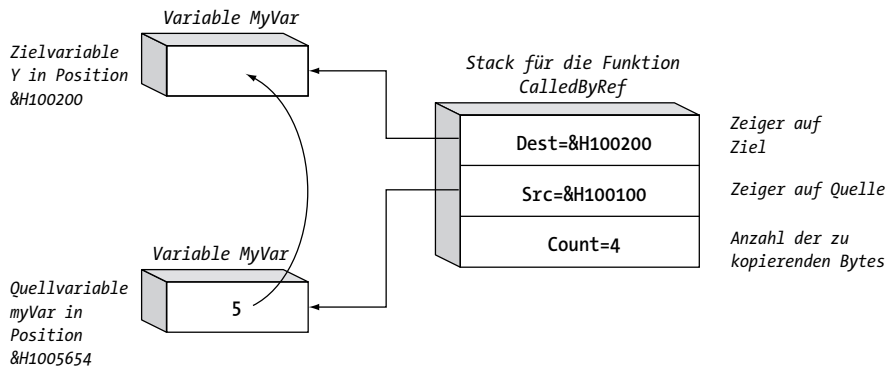 Variable MyVar
Zielvariable
Y in Position
&H100200
Stack für die Funktion
CalledByRef
Dest=&H100200
Zeiger auf
Ziel
Src=&H100100
Zeiger auf Quelle
Count=4
Anzahl der zu
kopierenden Bytes
Variable MyVar
Quellvariable
myVar in
Position
&H1005654
5